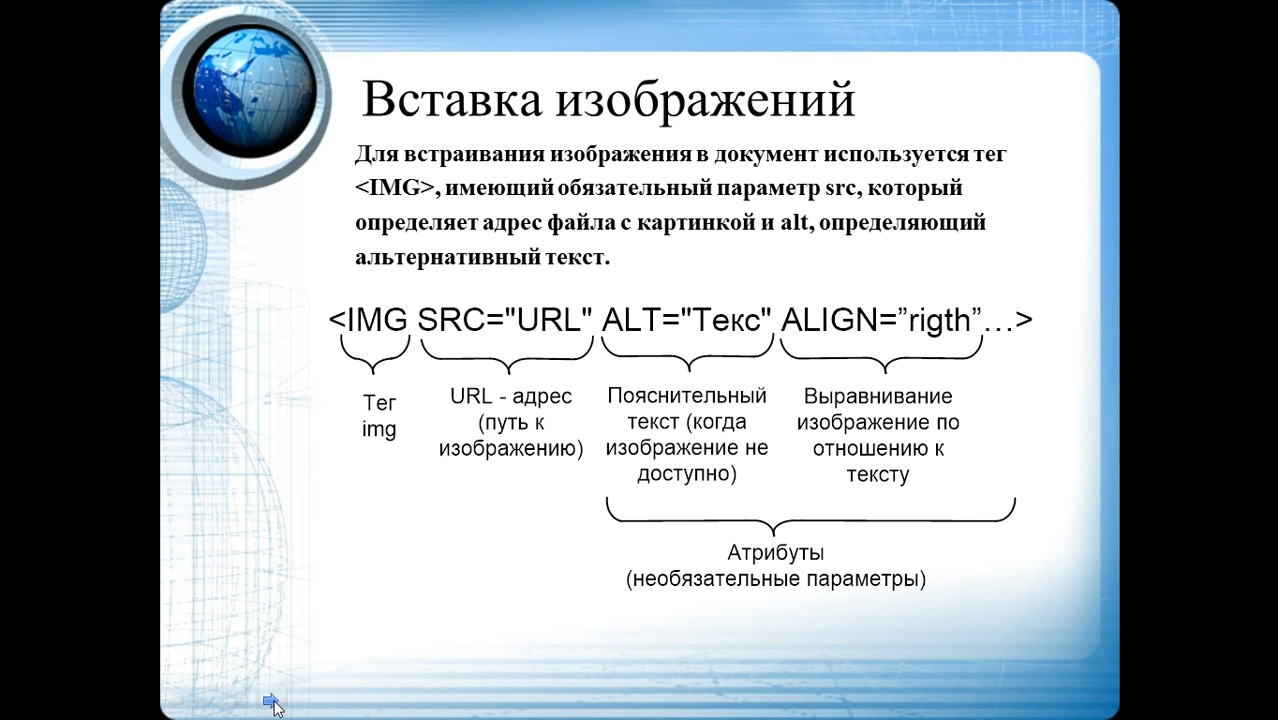 Вставка изображений
Для встраивания изображения в документ используется тег
<IMG>, имеющий обязательный параметр src, который
определяет адрес файла с картинкой и alt, определяющий
альтернативный текст.
<IMG SRC="URL" ALT="Текс" ALIGN=”rigth”…>
Тег
img
URL - адрес
(путь к
изображению)
Пояснительный
текст (когда
изображение не
доступно)
Выравнивание
изображение по
отношению к
тексту
Атрибуты
(необязательные параметры)